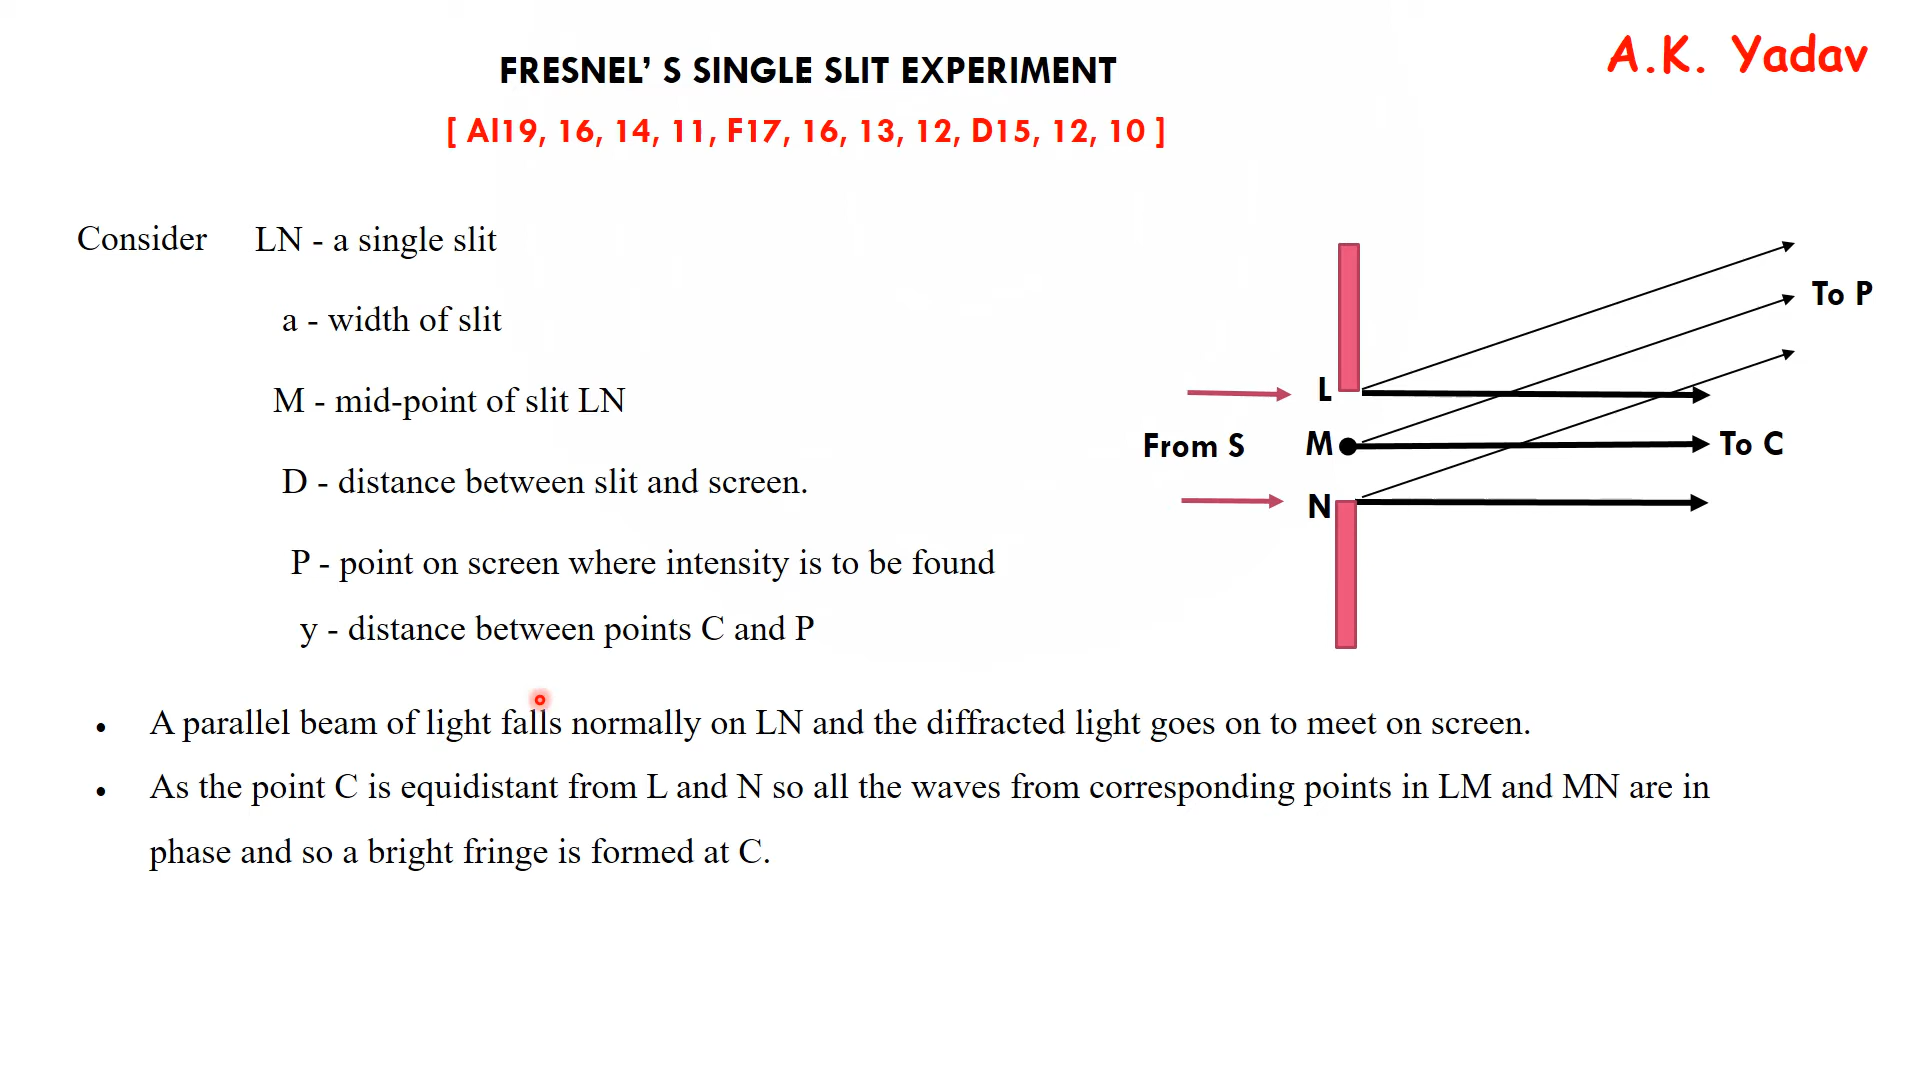 A.K. Yadav
FRESNEL’ S SINGLE SLIT EXPERIMENT
[ AI19, 16, 14, 11, F17, 16, 13, 12, D15, 12, 10 ]
Consider LN - a single slit
a - width of slit
M - mid-point of slit LN
D - distance between slit and screen.
P - point on screen where intensity is to be found
y - distance between points C and P
To P
L
From S M To C
N
• A parallel beam of light falls normally on LN and the diffracted light goes on to meet on screen.
• As the point C is equidistant from L and N so all the waves from corresponding points in LM and MN are in
phase and so a bright fringe is formed at C.